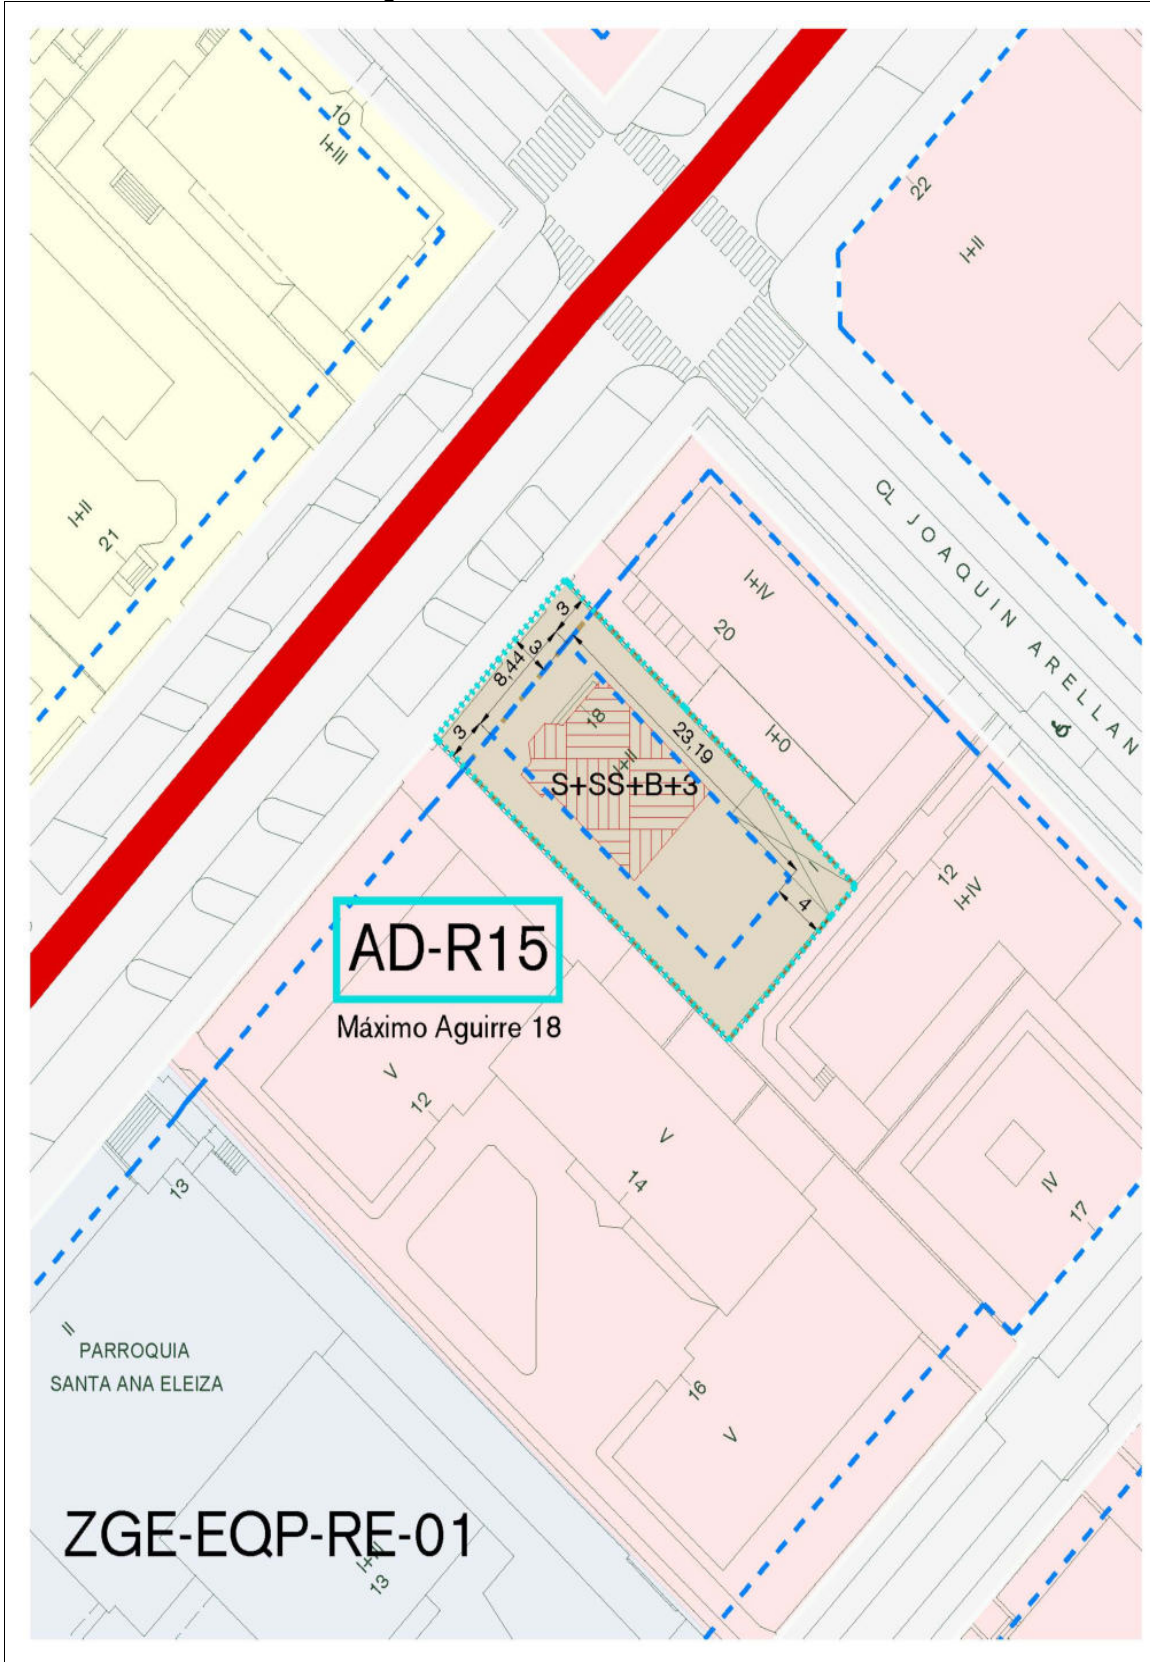 10
I+III
22
I+II
I+II
21
CL JOAQUIN ARELLAN
I+IV
20
3
3
8,44
3
18
23,19
I+0
I+II
S+SS+B+3
4
12
I+IV
AD-R15
Máximo Aguirre 18
V
12
V
14
13
IV
17
II
PARROQUIA
SANTA ANA ELEIZA
16
V
ZGE-EQP-RE-01
13